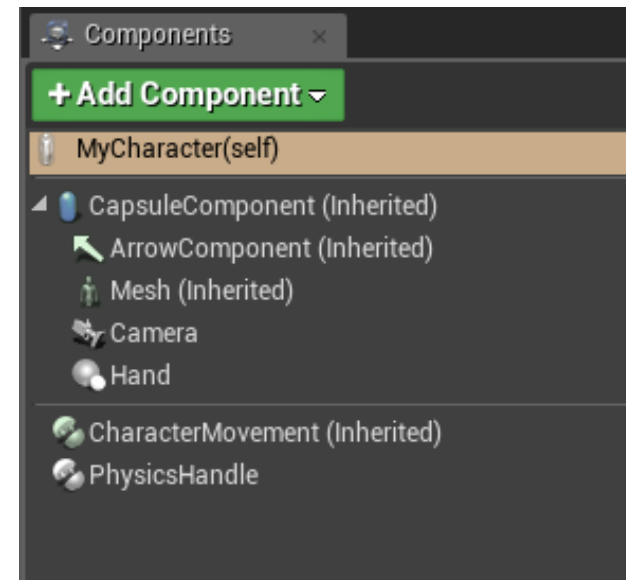 Components
+ Add Component
MyCharacter(self)
CapsuleComponent (Inherited)
ArrowComponent (Inherited)
Mesh (Inherited)
Camera
Hand
CharacterMovement (Inherited)
PhysicsHandle